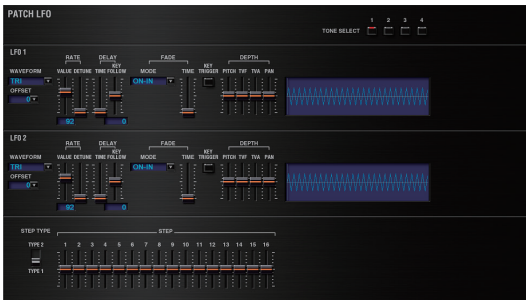 PATCH LFO
1 2 3 4
TONE SELECT
LFO 1
RATE DELAY FADE DEPTH
KEY KEY
WAVEFORM VALUE DETUNE TIME FOLLOW MODE TIME TRIGGER PITCH TVF TVA PAN
TRI ON-IN
OFFSET
0
92 0
LFO 2
RATE DELAY FADE DEPTH
KEY KEY
WAVEFORM VALUE DETUNE TIME FOLLOW MODE TIME TRIGGER PITCH TVF TVA PAN
TRI ON-IN
OFFSET
0
92 0
STEP TYPE STEP
TYPE 2 1 2 3 4 5 6 7 8 9 10 11 12 13 14 15 16
TYPE 1